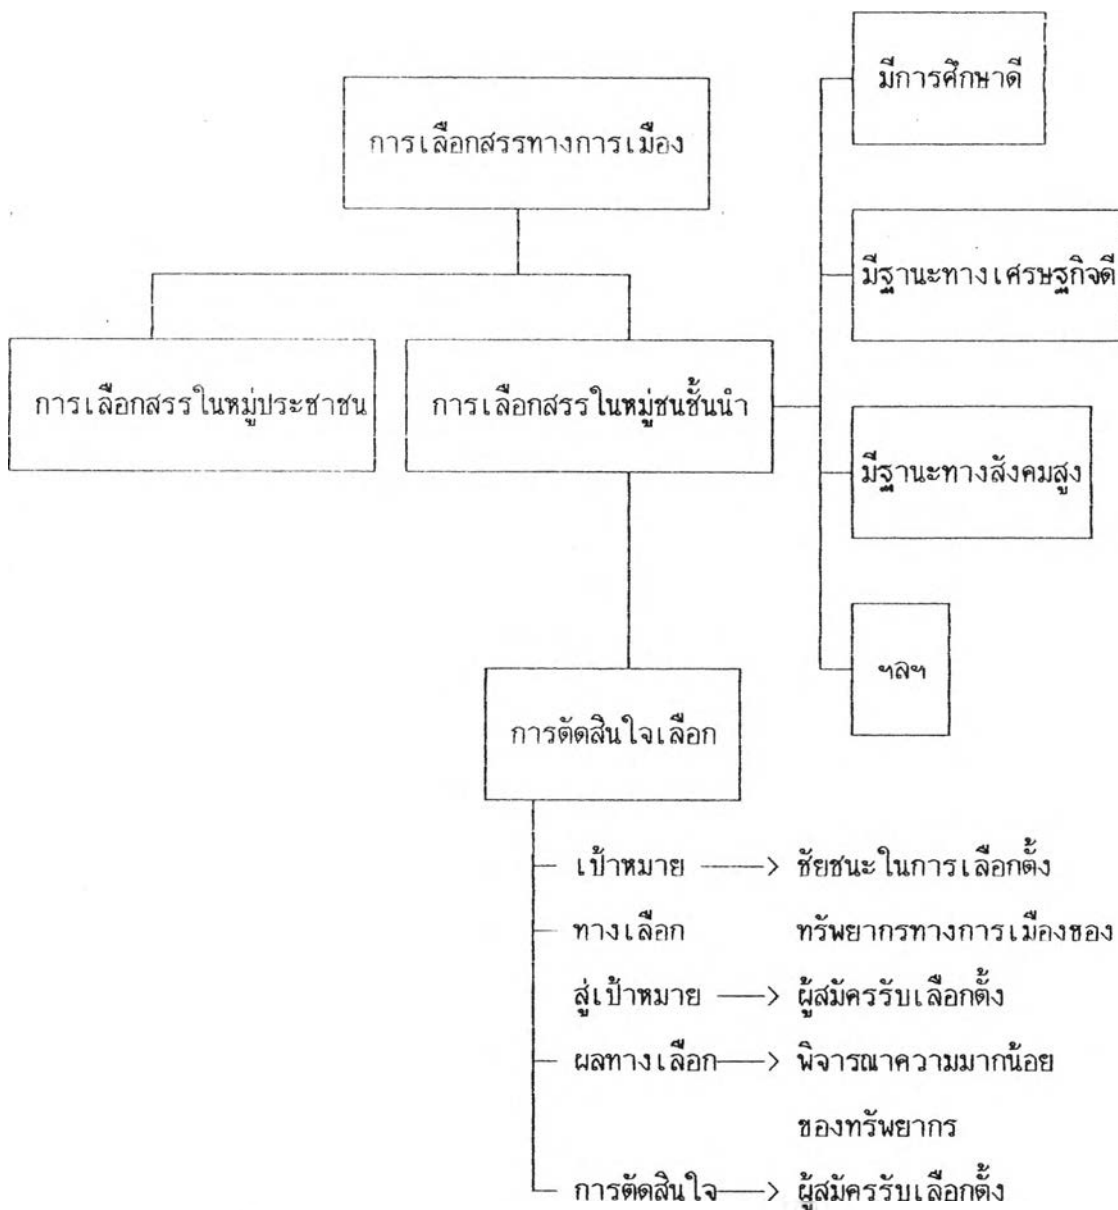 มีการศึกษาดี
การเลือกสรรทางการเมือง
มีฐานะทางเศรษฐกิจดี
การเลือกสรรในหมู่ประชาชน
การเลือกสรรในหมู่ชนชั้นนำ
มีฐานะทางสังคมสูง
ฯลฯ
การตัดสินใจเลือก
เป้าหมาย ——> ชัยชนะในการเลือกตั้ง
ทางเลือก ทรัพยากรทางการเมืองของ
สู่เป้าหมาย ——> ผู้สมัครรับเลือกตั้ง
ผลทางเลือก ——> พิจารณาความมากน้อย
ของทรัพยากร
การตัดสินใจ ——> ผู้สมัครรับเลือกตั้ง